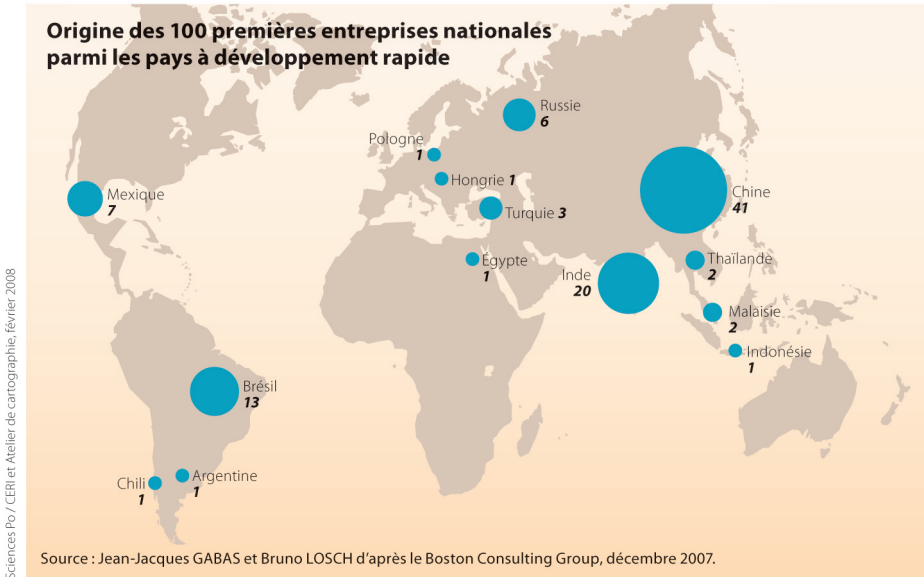 Origine des 100 premières entreprises nationales
parmi les pays à développement rapide
Russie
6
Pologne
1
Hongrie 1
Mexique
7
Turquie 3
Chine
41
Égypte
1
Inde
20
Thaïlande
2
Malaisie
2
Indonésie
1
Brésil
13
Chili
1
Argentine
1
Source : Jean-Jacques GABAS et Bruno LOSCH d'après le Boston Consulting Group, décembre 2007.
Sciences Po / CERI et Atelier de cartographie, février 2008